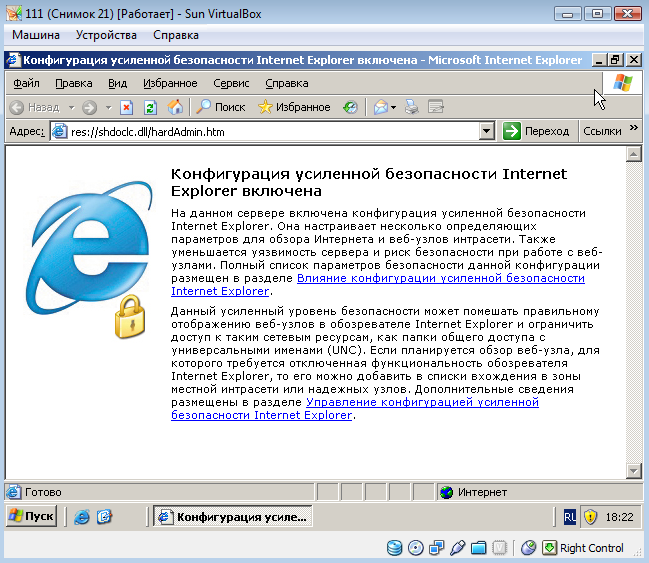 111 (Снимок 21) [Работает] - Sun VirtualBox
Машина Устройства Справка
Конфигурация усиленной безопасности Internet Explorer включена - Microsoft Internet Explorer
Файл Правка Вид Избранное Сервис Справка
Назад Поиск Избранное
Адрес: res://shdoclc.dll/hardAdmin.htm Переход Ссылки »
Конфигурация усиленной безопасности Internet
Explorer включена
На данном сервере включена конфигурация усиленной безопасности
Internet Explorer. Она настраивает несколько определяющих
параметров для обзора Интернета и веб-узлов интрасети. Также
уменьшается уязвимость сервера и риск безопасности при работе с веб-
узлами. Полный список параметров безопасности данной конфигурации
размещен в разделе Влияние конфигурации усиленной безопасности
Internet Explorer.
Данный усиленный уровень безопасности может помешать правильному
отображению веб-узлов в обозревателе Internet Explorer и ограничить
доступ к таким сетевым ресурсам, как папки общего доступа с
универсальными именами (UNC). Если планируется обзор веб-узла, для
которого требуется отключенная функциональность обозревателя
Internet Explorer, то его можно добавить в списки вхождения в зоны
местной интрасети или надежных узлов. Дополнительные сведения
размещены в разделе Управление конфигурацией усиленной
безопасности Internet Explorer.
Готово Интернет
Пуск Конфигурация усиле... RL 18:22
Right Control